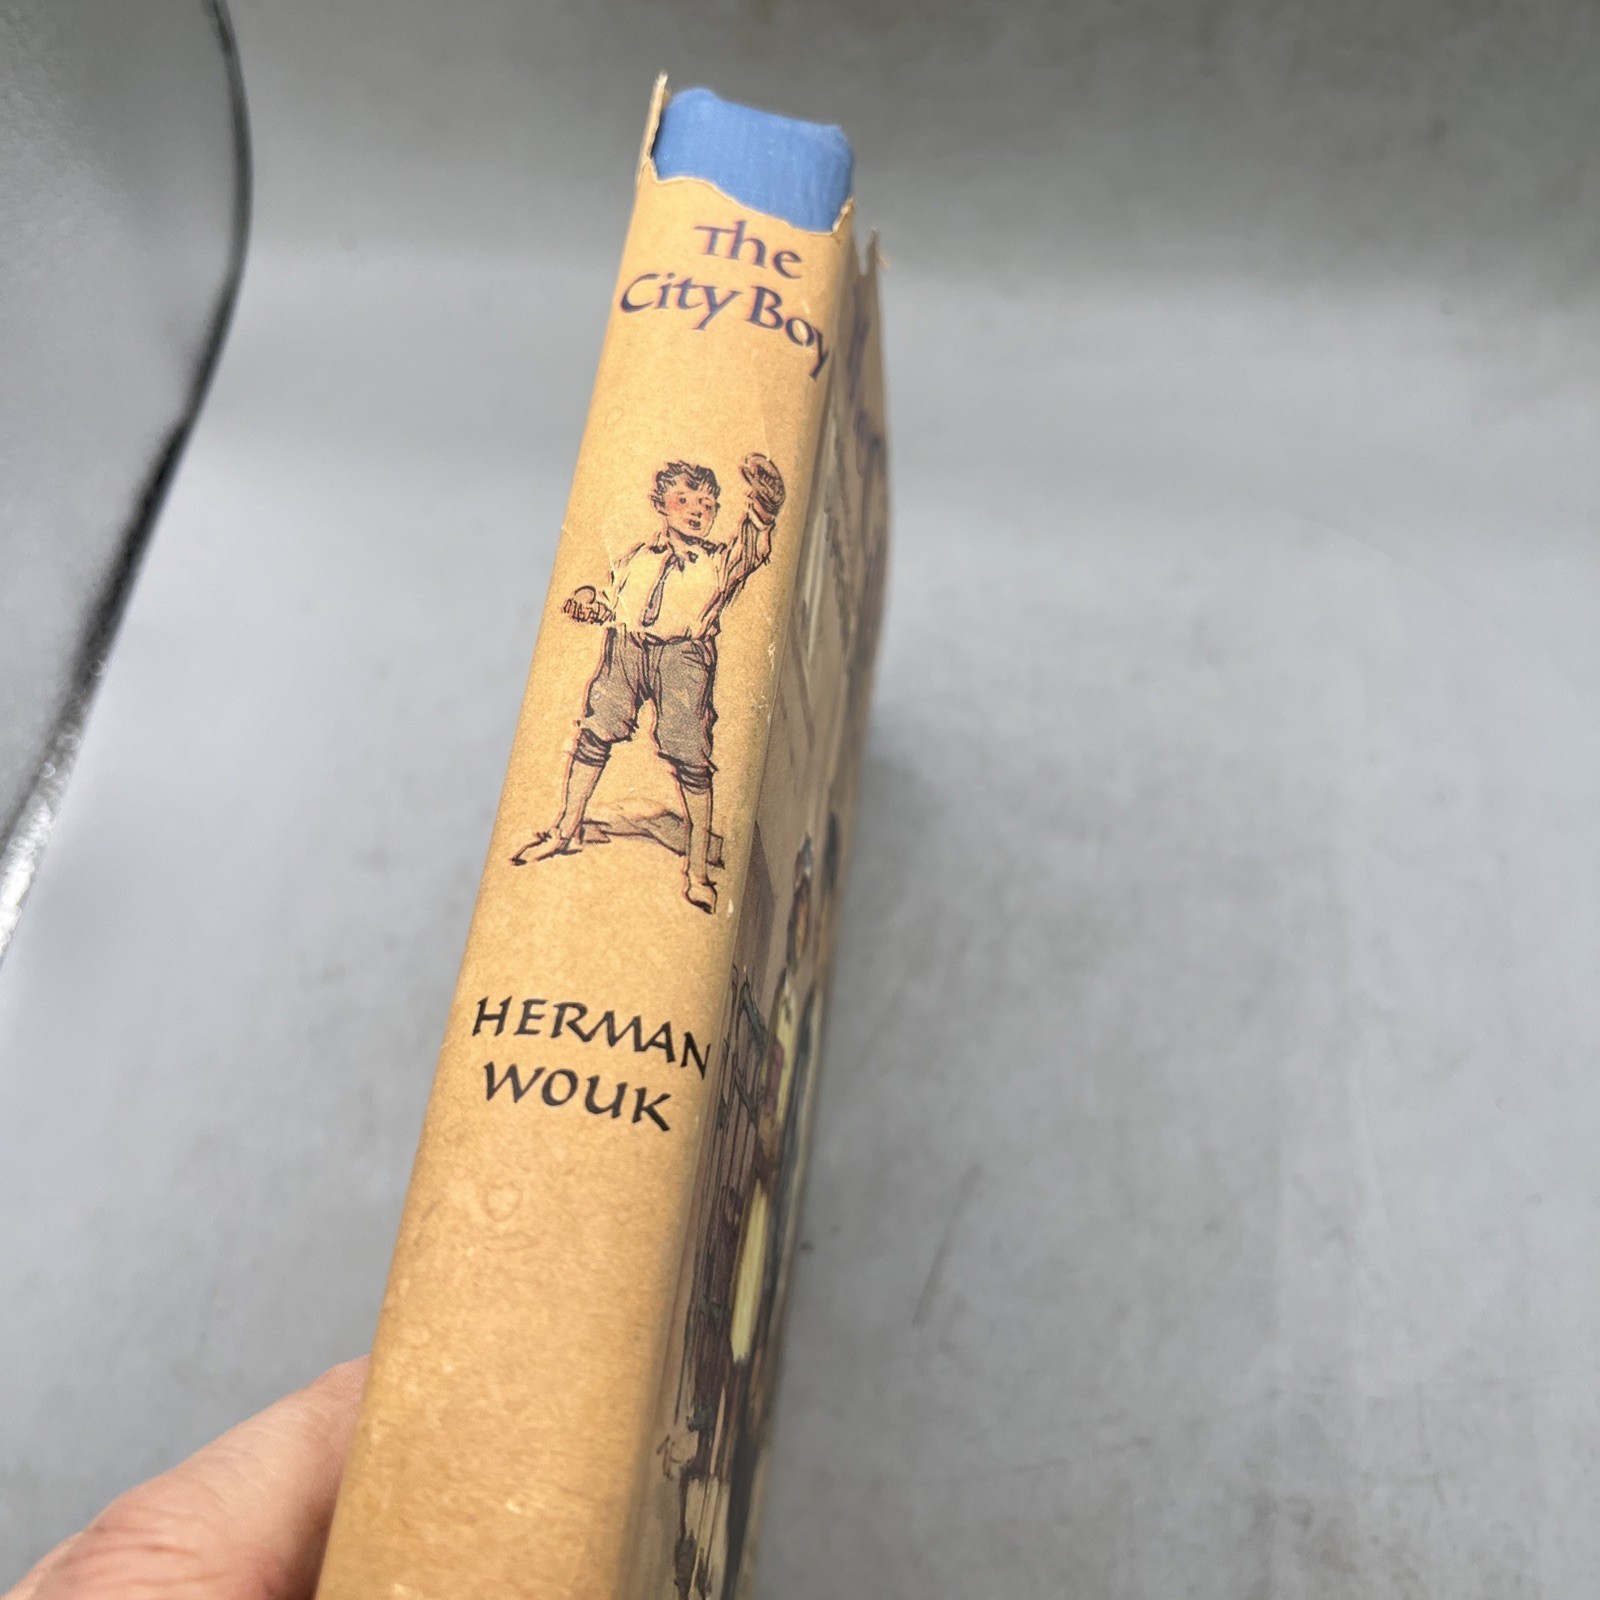 The
City Boy
HERMAN
WOUK